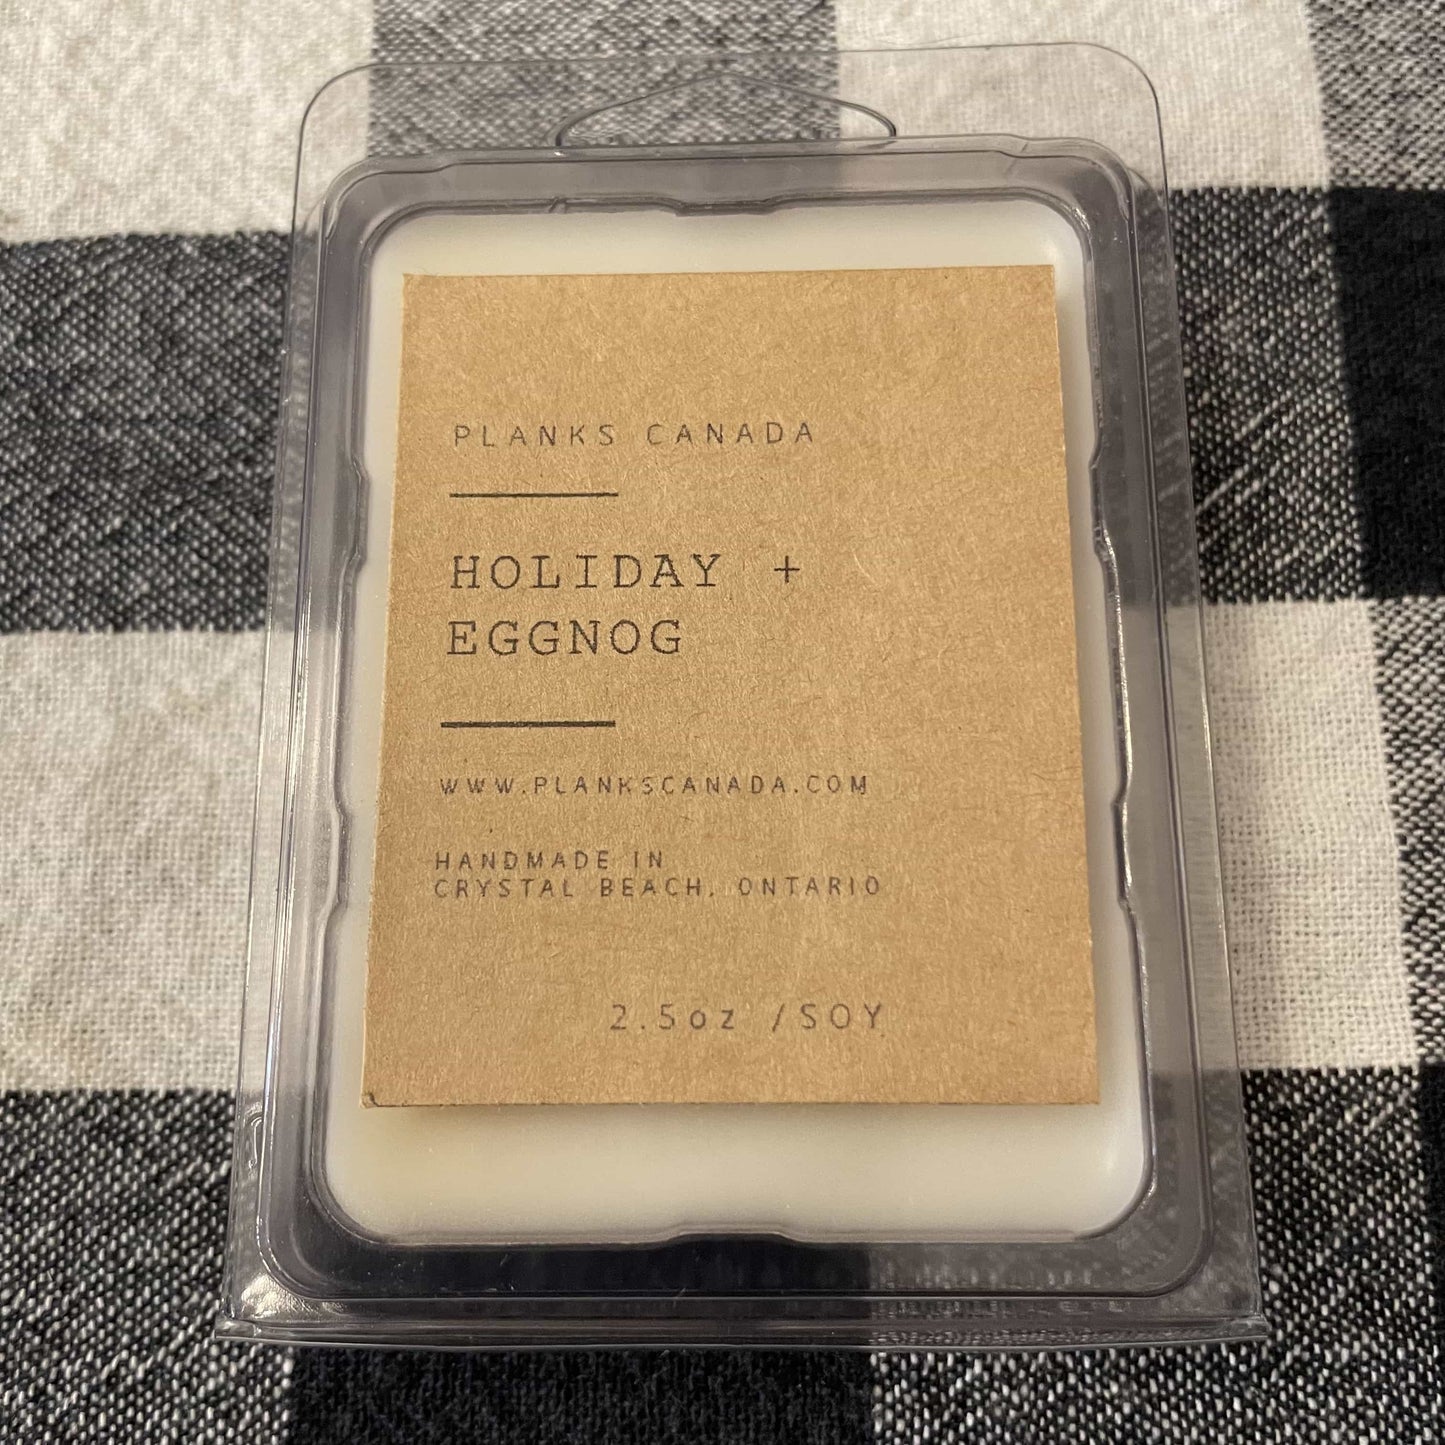 PLANKS CANADA
HOLIDAY +
EGGNOG
WWW.PLANKSCANADA.COM
HANDMADE IN
CRYSTAL BEACH, ONTARIO
2.5oz /SOY